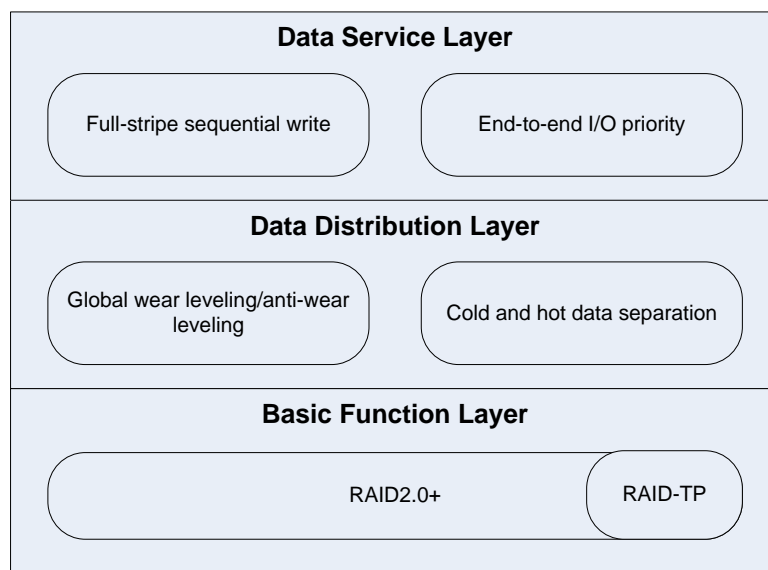 Data Service Layer
Full-stripe sequential write
End-to-end I/O priority
Data Distribution Layer
Global wear leveling/anti-wear
leveling
Cold and hot data separation
Basic Function Layer
RAID2.0+
RAID-TP